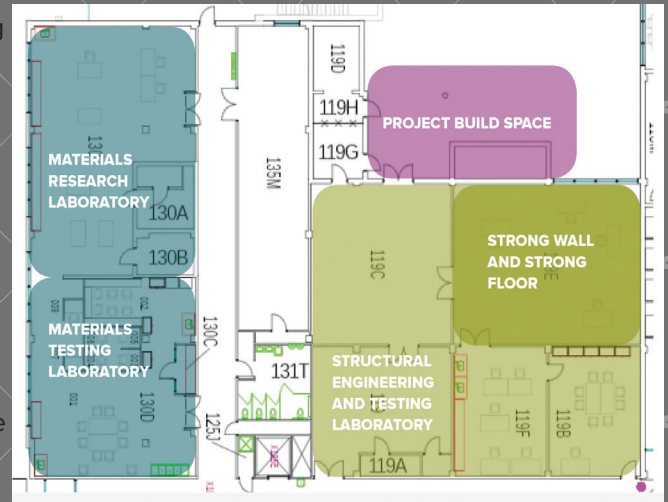 119D
119H
PROJECT BUILD SPACE
119G
MATERIALS
RESEARCH
LABORATORY
135M
130A
130B
119C
STRONG WALL
AND STRONG
FLOOR
MATERIALS
TESTING
LABORATORY
130C
131T
STRUCTURAL
ENGINEERING
AND TESTING
LABORATORY
130D
125J
119F
119B
119A